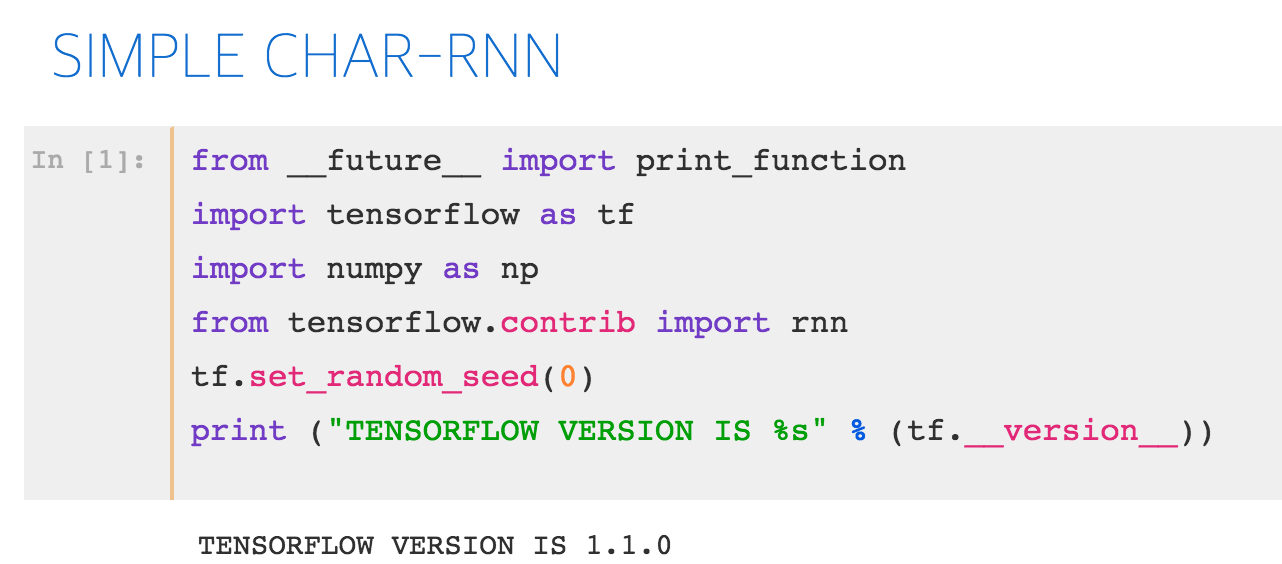 SIMPLE CHAR-RNN
In [1]:
from __future__ import print_function
import tensorflow as tf
import numpy as np
from tensorflow.contrib import rnn
tf.set_random_seed(0)
print ("TENSORFLOW VERSION IS %s" % (tf.__version__))
TENSORFLOW VERSION IS 1.1.0